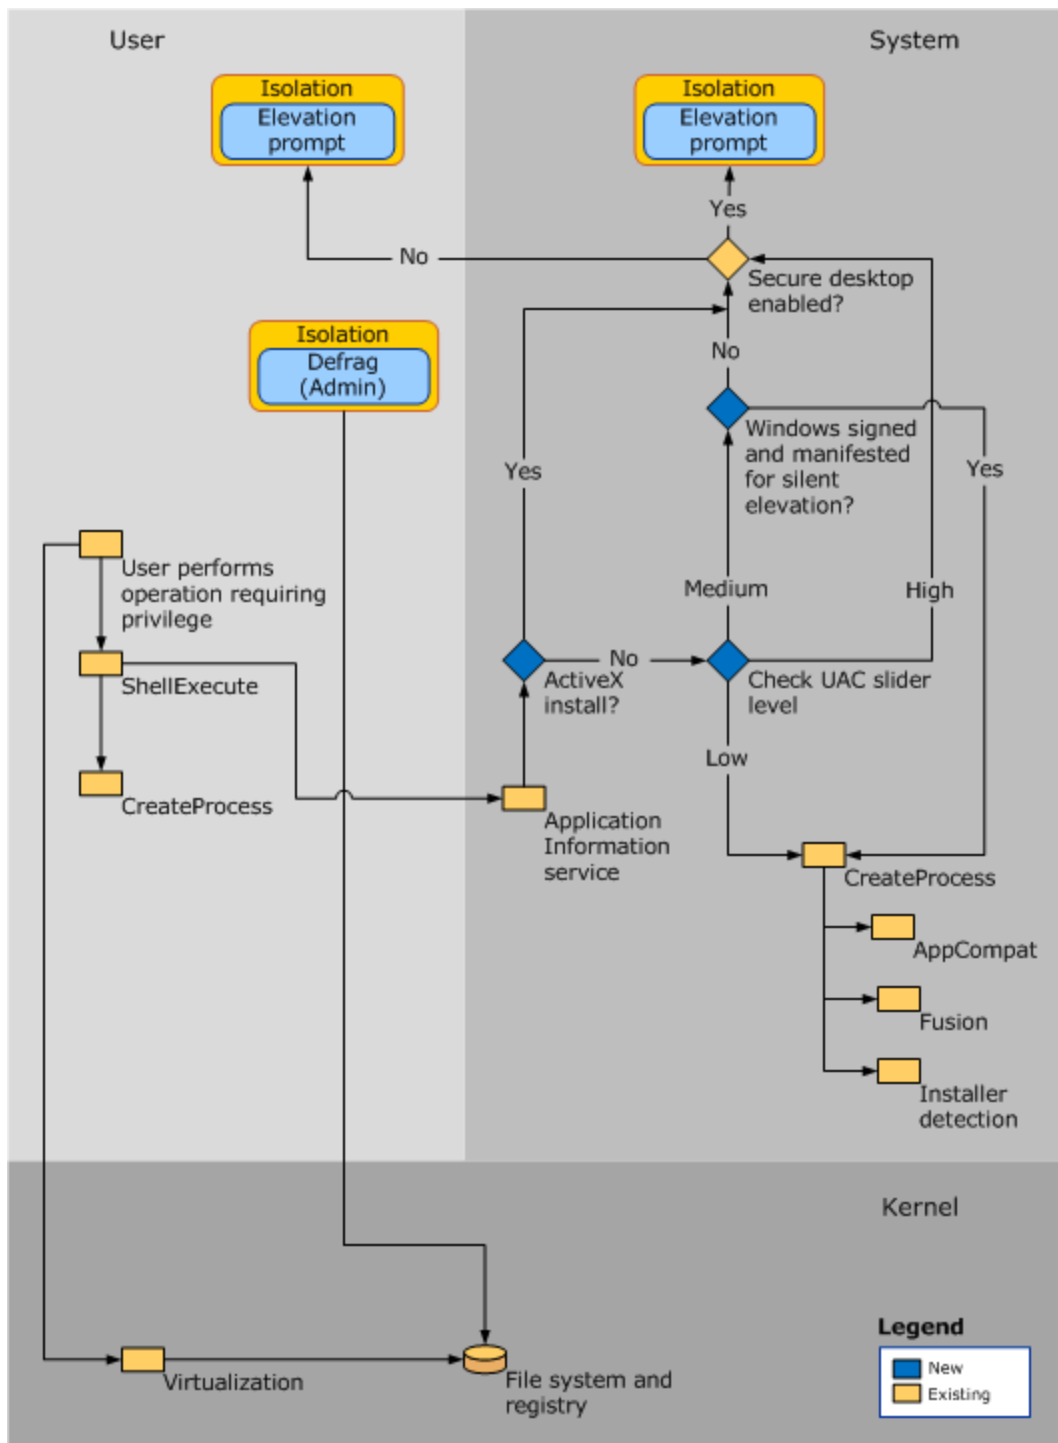 User
System
Isolation
Elevation
prompt
Isolation
Elevation
prompt
Yes
No
Secure desktop
enabled?
Isolation
Defrag
(Admin)
No
Windows signed
and manifested
for silent
elevation?
Yes
Yes
User performs
operation requiring
privilege
Medium
High
ShellExecute
No
ActiveX
install?
Check UAC slider
level
Low
CreateProcess
Application
Information
service
CreateProcess
AppCompat
Fusion
Installer
detection
Kernel
Legend
New
Existing
Virtualization
File system and
registry